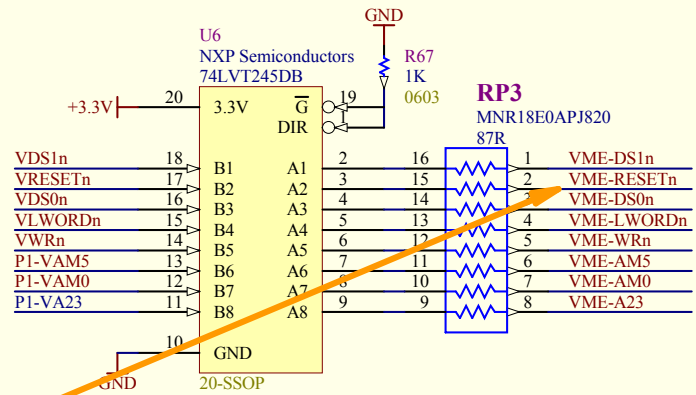 GND
U6
NXP Semiconductors
74LVT245DB
R67
1K
0603
RP3
MNR18E0APJ820
87R
+3.3V 20 3.3V G 19
DIR 1
VDS1n 18 B1 A1 2 16 1 VME-DS1n
VRESETn 17 B2 A2 3 15 2 VME-RESETn
VDS0n 16 B3 A3 4 14 3 VME-DS0n
VLWORDn 15 B4 A4 5 13 4 VME-LWORDn
VWRn 14 B5 A5 6 12 5 VME-WRn
P1-VAM5 13 B6 A6 7 11 6 VME-AM5
P1-VAM0 12 B7 A7 8 10 7 VME-AM0
P1-VA23 11 B8 A8 9 9 8 VME-A23
10 GND
GND
20-SSOP